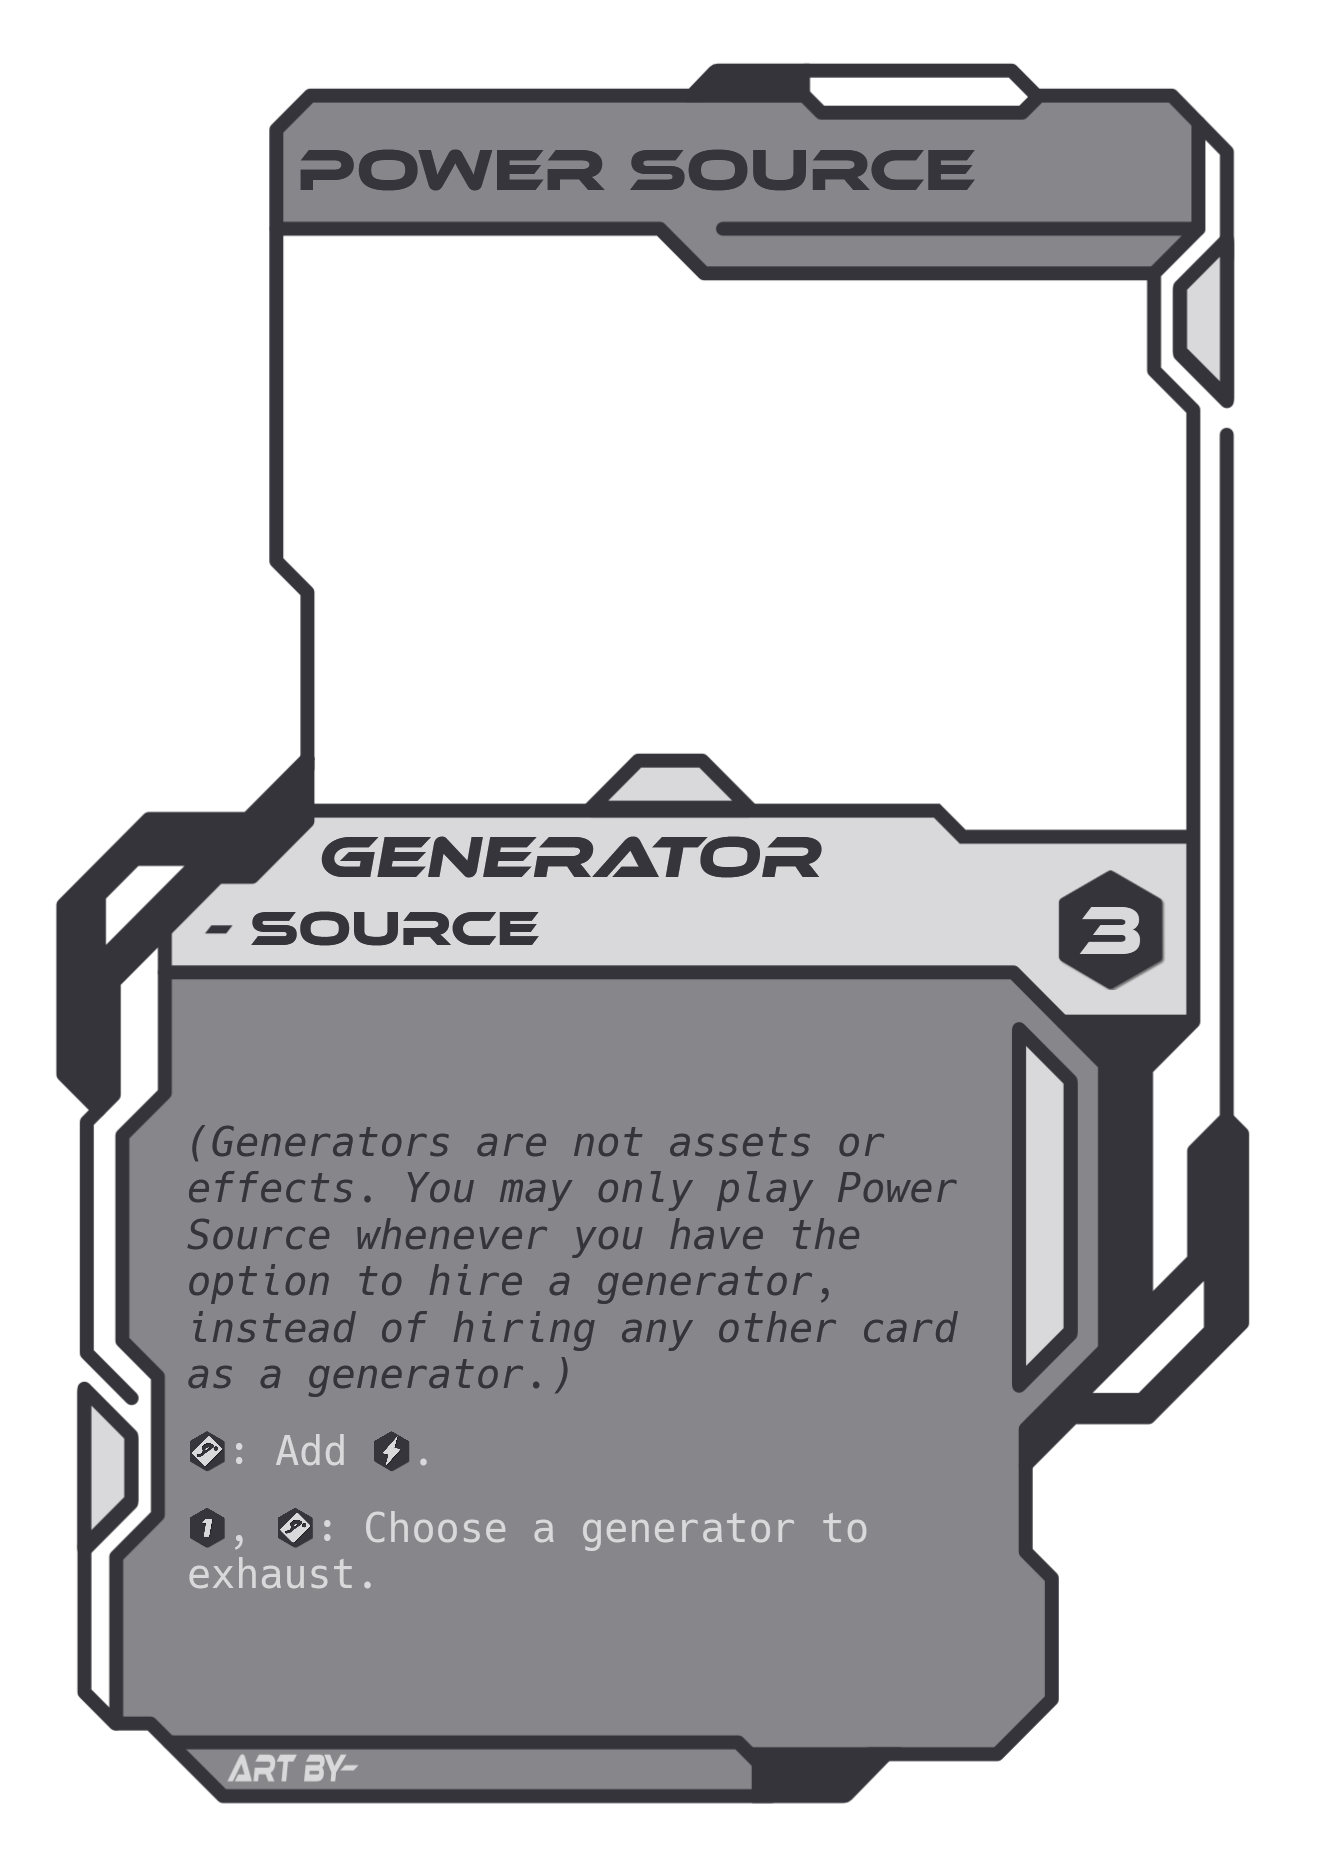 POWER SOURCE
GENERATOR
- SOURCE
3
(Generators are not assets or
effects. You may only play Power
Source whenever you have the
option to hire a generator,
instead of hiring any other card
as a generator.)
: Add .
1, : Choose a generator to
exhaust.
ART BY-